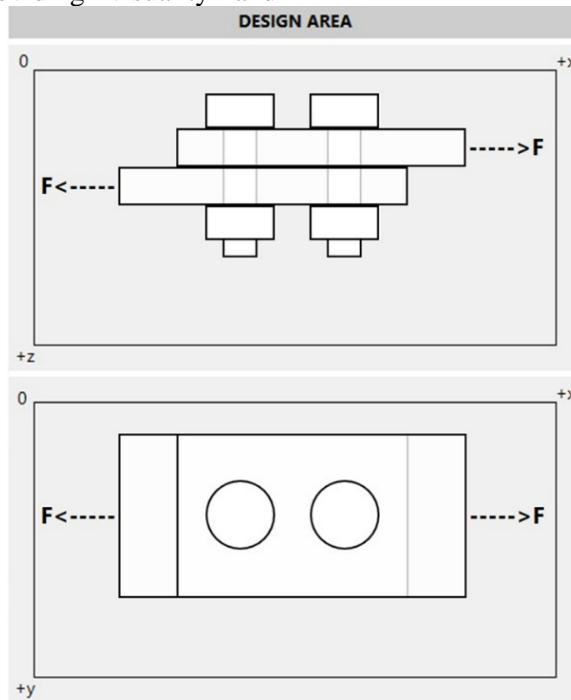 DESIGN AREA
0 +x
----->F
F<-----
+z
0 +x
F<----- ----->F
+y